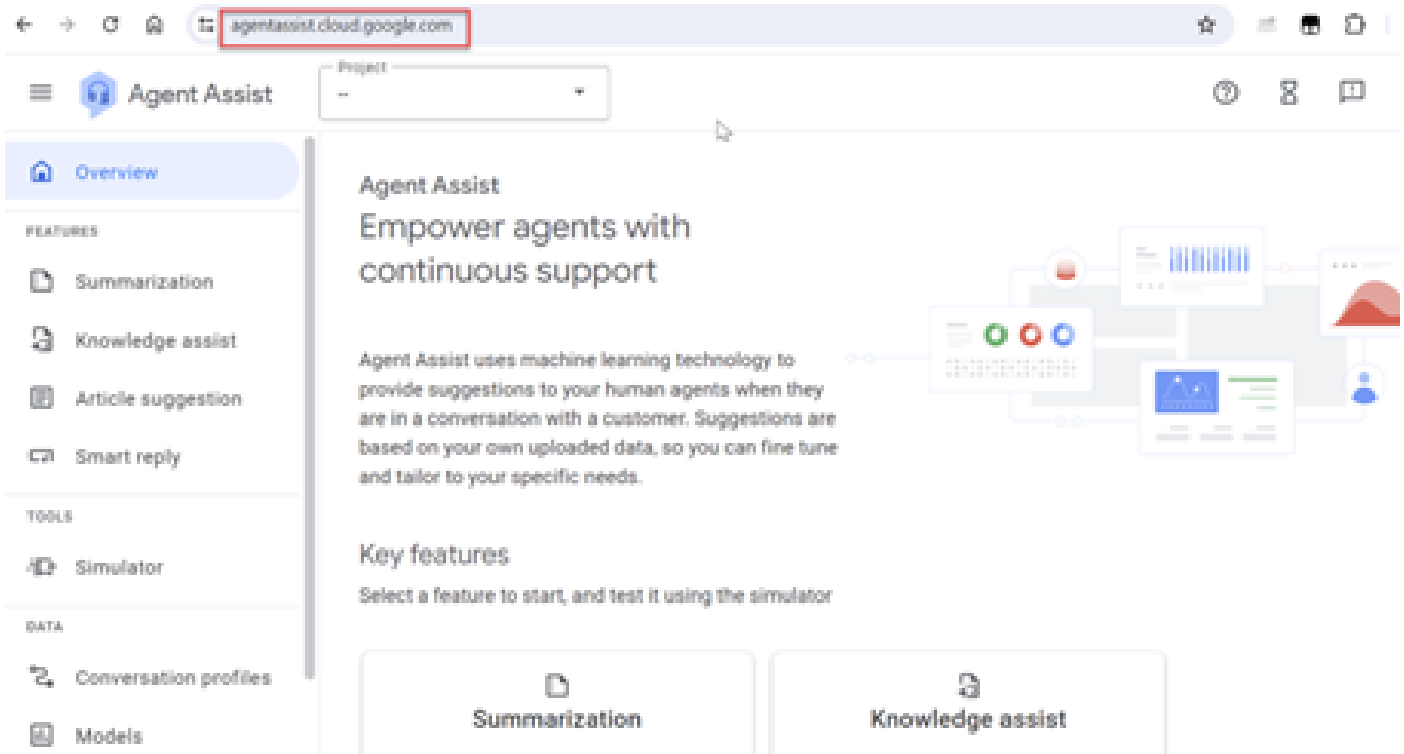 agentassist.cloud.google.com
Agent Assist
Project
--
Overview
FEATURES
Summarization
Knowledge assist
Article suggestion
Smart reply
TOOLS
Simulator
DATA
Conversation profiles
Models
Agent Assist
Empower agents with
continuous support
Agent Assist uses machine learning technology to
provide suggestions to your human agents when they
are in a conversation with a customer. Suggestions are
based on your own uploaded data, so you can fine tune
and tailor to your specific needs.
Key features
Select a feature to start, and test it using the simulator
Summarization
Knowledge assist